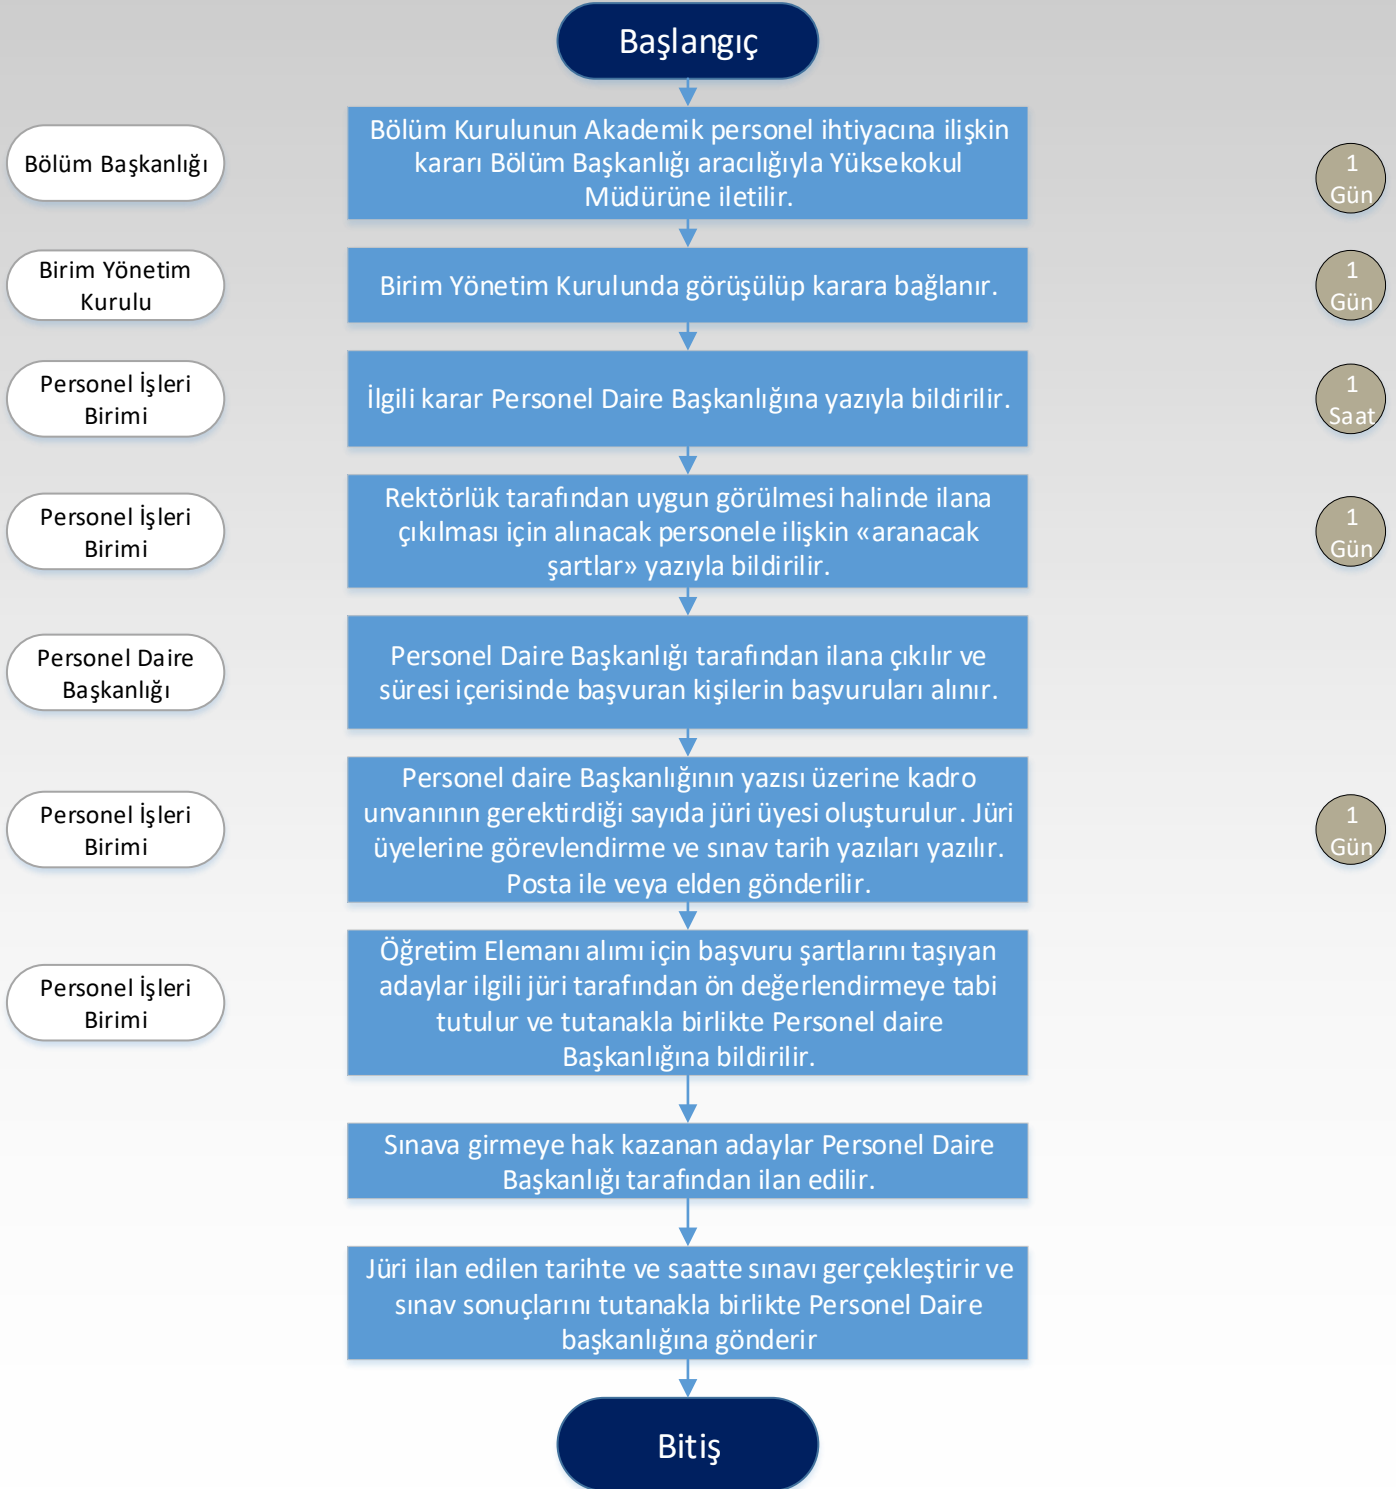 Başlangıç
Bölüm Başkanlığı
Bölüm Kurulunun Akademik personel ihtiyacına ilişkin
kararı Bölüm Başkanlığı aracılığıyla Yüksekokul
Müdürüne iletilir.
1
Gün
Birim Yönetim
Kurulu
Birim Yönetim Kurulunda görüşülüp karara bağlanır.
1
Gün
Personel İşleri
Birimi
İlgili karar Personel Daire Başkanlığına yazıyla bildirilir.
1
Saat
Personel İşleri
Birimi
Rektörlük tarafından uygun görülmesi halinde ilana
çıkılması için alınacak personele ilişkin «aranacak
şartlar» yazıyla bildirilir.
1
Gün
Personel Daire
Başkanlığı
Personel Daire Başkanlığı tarafından ilana çıkılır ve
süresi içerisinde başvuran kişilerin başvuruları alınır.
Personel İşleri
Birimi
Personel daire Başkanlığının yazısı üzerine kadro
unvanının gerektirdiği sayıda jüri üyesi oluşturulur. Jüri
üyelerine görevlendirme ve sınav tarih yazıları yazılır.
Posta ile veya elden gönderilir.
1
Gün
Personel İşleri
Birimi
Öğretim Elemanı alımı için başvuru şartlarını taşıyan
adaylar ilgili jüri tarafından ön değerlendirmeye tabi
tutulur ve tutanakla birlikte Personel daire
Başkanlığına bildirilir.
Sınava girmeye hak kazanan adaylar Personel Daire
Başkanlığı tarafından ilan edilir.
Jüri ilan edilen tarihte ve saatte sınavı gerçekleştirir ve
sınav sonuçlarını tutanakla birlikte Personel Daire
başkanlığına gönderir
Bitiş